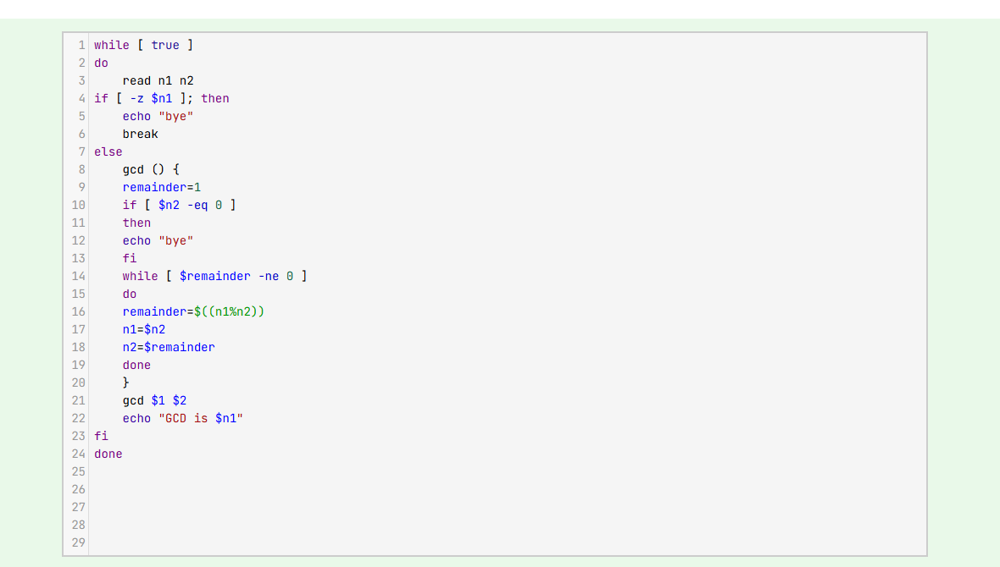 1 while [ true ]
2 do
3     read n1 n2
4 if [ -z $n1 ]; then
5     echo "bye"
6     break
7 else
8     gcd () {
9     remainder=1
10     if [ $n2 -eq 0 ]
11     then
12     echo "bye"
13     fi
14     while [ $remainder -ne 0 ]
15     do
16     remainder=$((n1%n2))
17     n1=$n2
18     n2=$remainder
19     done
20     }
21     gcd $1 $2
22     echo "GCD is $n1"
23 fi
24 done
25
26
27
28
29